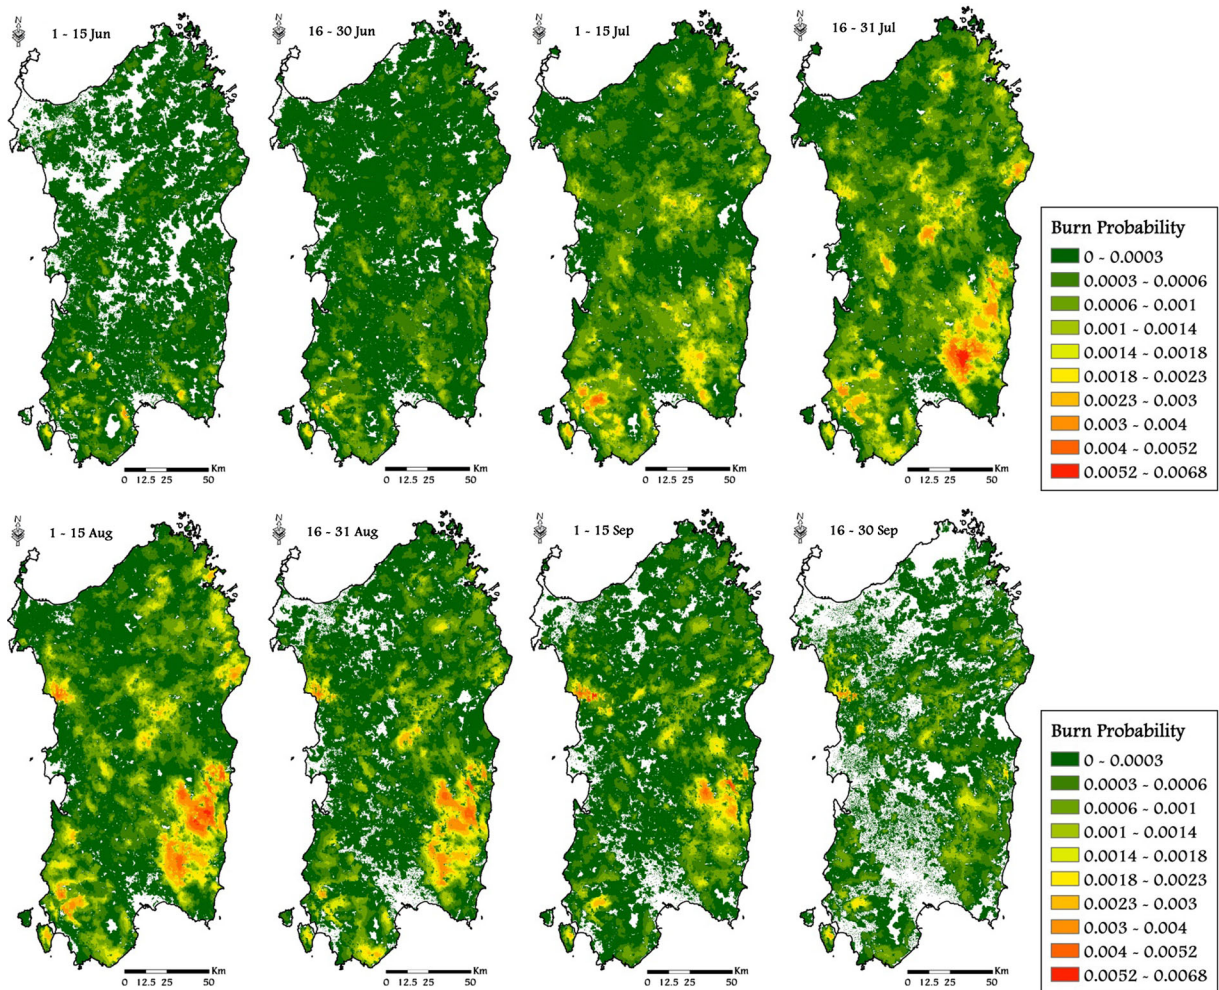 N
1 - 15 Jun
Km
0 12.5 25 50
N
16 - 30 Jun
Km
0 12.5 25 50
N
1 - 15 Jul
Km
0 12.5 25 50
N
16 - 31 Jul
Km
0 12.5 25 50
Burn Probability
0 - 0.0003
0.0003 - 0.0006
0.0006 - 0.001
0.001 - 0.0014
0.0014 - 0.0018
0.0018 - 0.0023
0.0023 - 0.003
0.003 - 0.004
0.004 - 0.0052
0.0052 - 0.0068
N
1 - 15 Aug
Km
0 12.5 25 50
N
16 - 31 Aug
Km
0 12.5 25 50
N
1 - 15 Sep
Km
0 12.5 25 50
N
16 - 30 Sep
Km
0 12.5 25 50
Burn Probability
0 - 0.0003
0.0003 - 0.0006
0.0006 - 0.001
0.001 - 0.0014
0.0014 - 0.0018
0.0018 - 0.0023
0.0023 - 0.003
0.003 - 0.004
0.004 - 0.0052
0.0052 - 0.0068